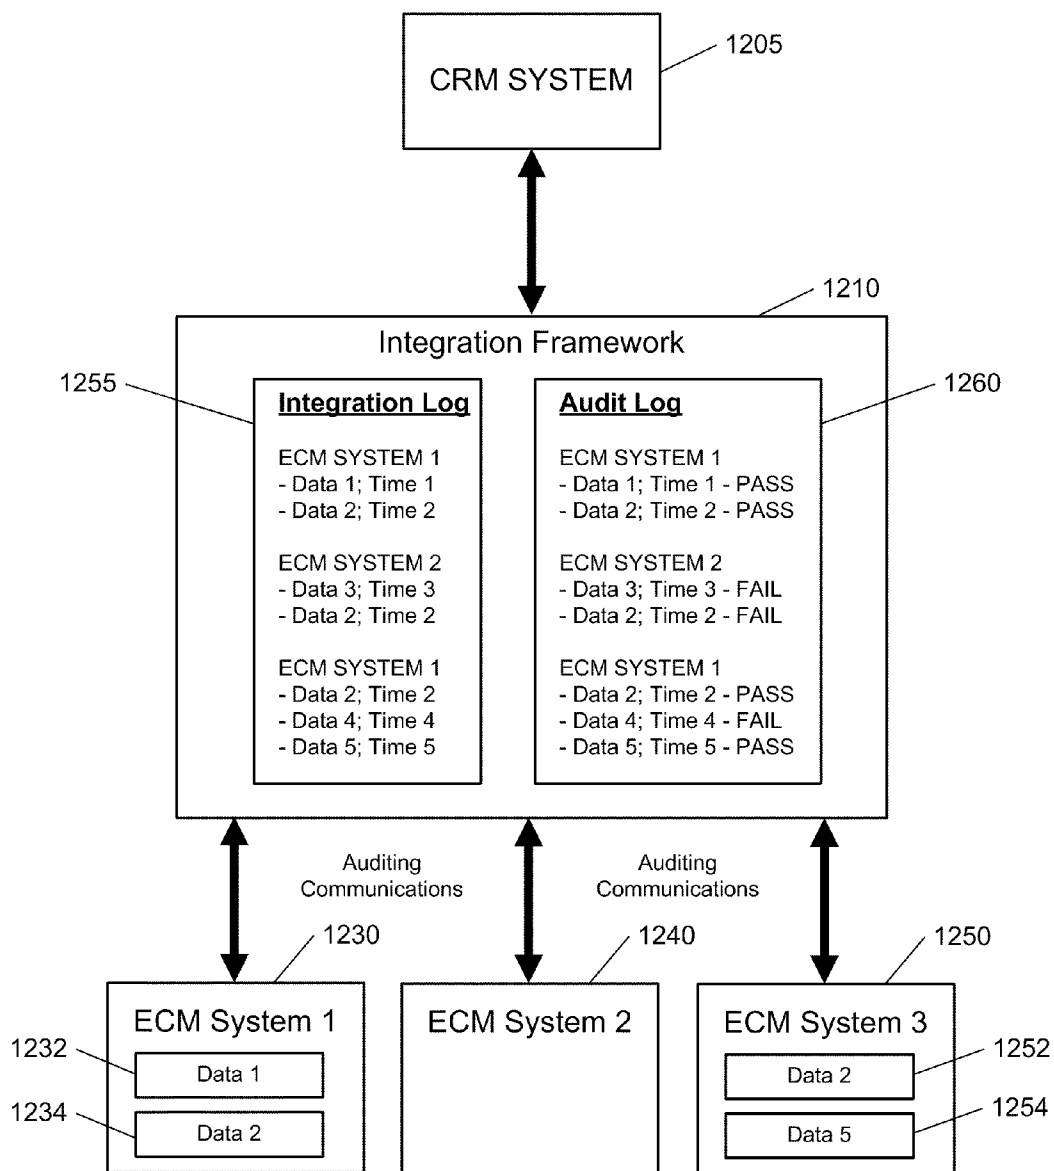 1205
CRM SYSTEM
1210
Integration Framework
1255
1260
Integration Log
ECM SYSTEM 1
- Data 1; Time 1
- Data 2; Time 2
ECM SYSTEM 2
- Data 3; Time 3
- Data 2; Time 2
ECM SYSTEM 1
- Data 2; Time 2
- Data 4; Time 4
- Data 5; Time 5
Audit Log
ECM SYSTEM 1
- Data 1; Time 1 - PASS
- Data 2; Time 2 - PASS
ECM SYSTEM 2
- Data 3; Time 3 - FAIL
- Data 2; Time 2 - FAIL
ECM SYSTEM 1
- Data 2; Time 2 - PASS
- Data 4; Time 4 - FAIL
- Data 5; Time 5 - PASS
Auditing
Communications
Auditing
Communications
1230
1240
1250
ECM System 1
1232
Data 1
1234
Data 2
ECM System 2
ECM System 3
1252
Data 2
1254
Data 5